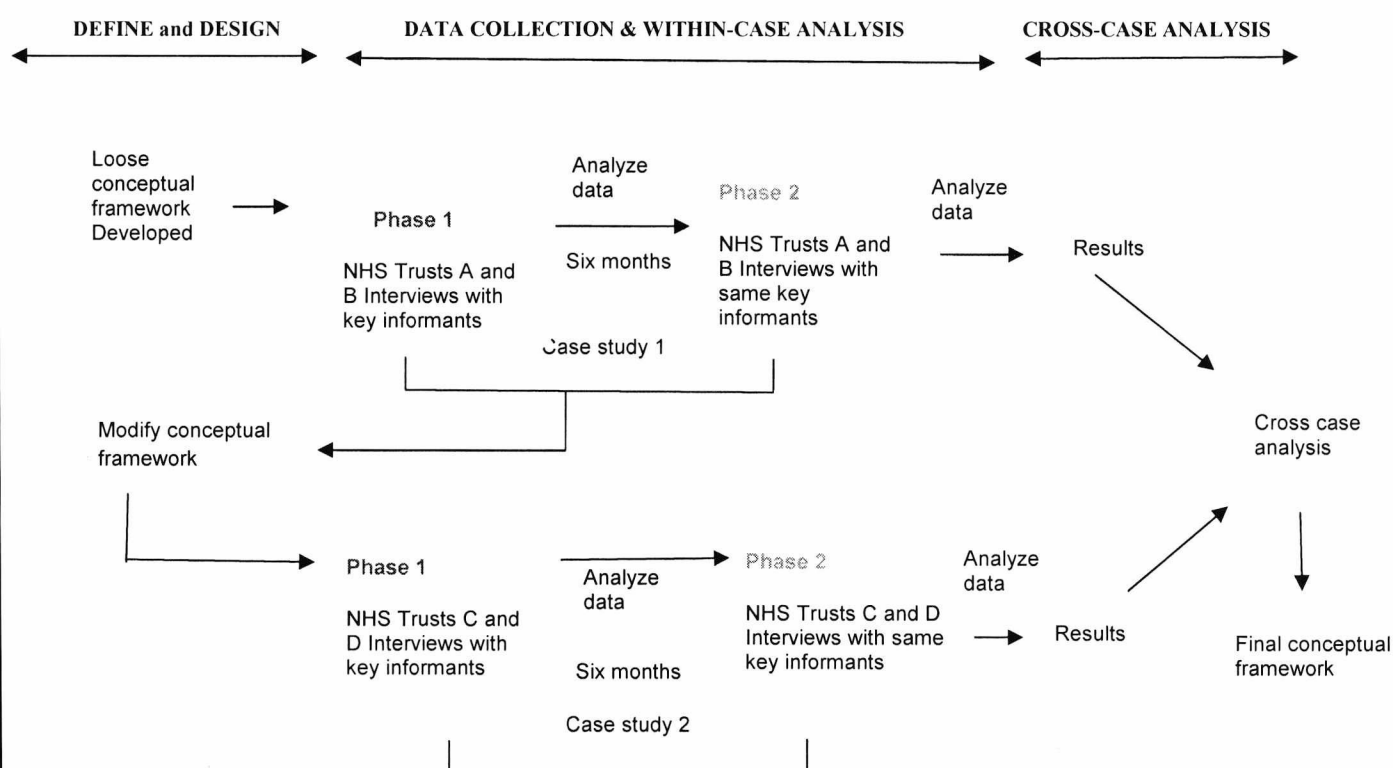 DEFINE and DESIGN
DATA COLLECTION & WITHIN-CASE ANALYSIS
CROSS-CASE ANALYSIS
Loose
conceptual
framework
Developed
Phase 1
NHS Trusts A and
B Interviews with
key informants
Analyze
data
Six months
Phase 2
NHS Trusts A and
B Interviews with
same key
informants
Analyze
data
Results
Case study 1
Modify conceptual
framework
Cross case
analysis
Phase 1
NHS Trusts C and
D Interviews with
key informants
Analyze
data
Six months
Case study 2
Phase 2
NHS Trusts C and D
Interviews with same
key informants
Analyze
data
Results
Final conceptual
framework